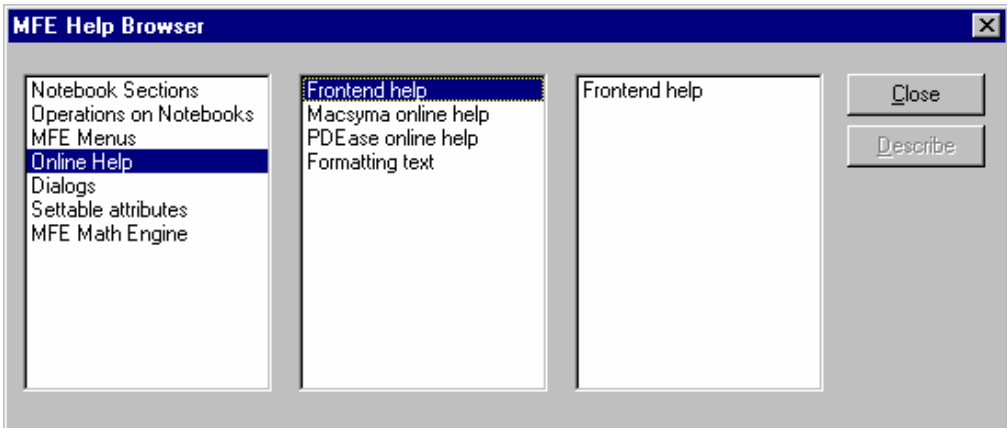 MFE Help Browser
Notebook Sections
Operations on Notebooks
MFE Menus
Online Help
Dialogs
Settable attributes
MFE Math Engine
Frontend help
Macsyma online help
PDEase online help
Formatting text
Frontend help
Close
Describe